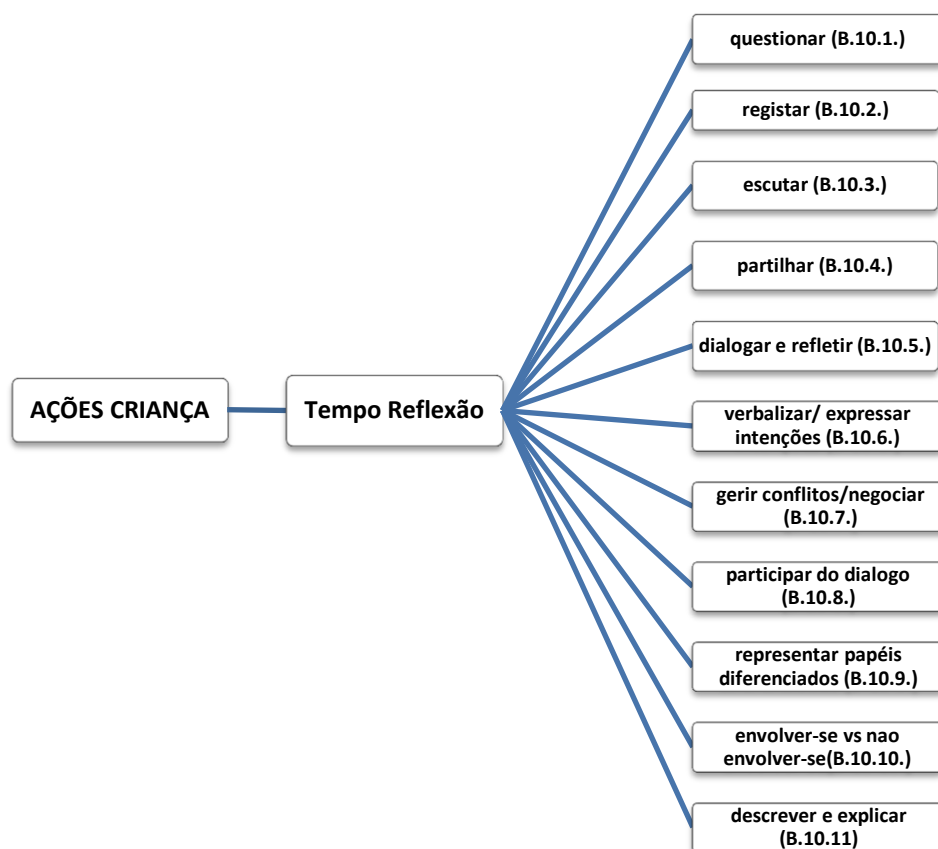 AÇÕES CRIANÇA
Tempo Reflexão
questionar (B.10.1.)
registar (B.10.2.)
escutar (B.10.3.)
partilhar (B.10.4.)
dialogar e refletir (B.10.5.)
verbalizar/ expressar
intenções (B.10.6.)
gerir conflitos/negociar
(B.10.7.)
participar do dialogo
(B.10.8.)
representar papéis
diferenciados (B.10.9.)
envolver-se vs nao
envolver-se(B.10.10.)
descrever e explicar
(B.10.11)